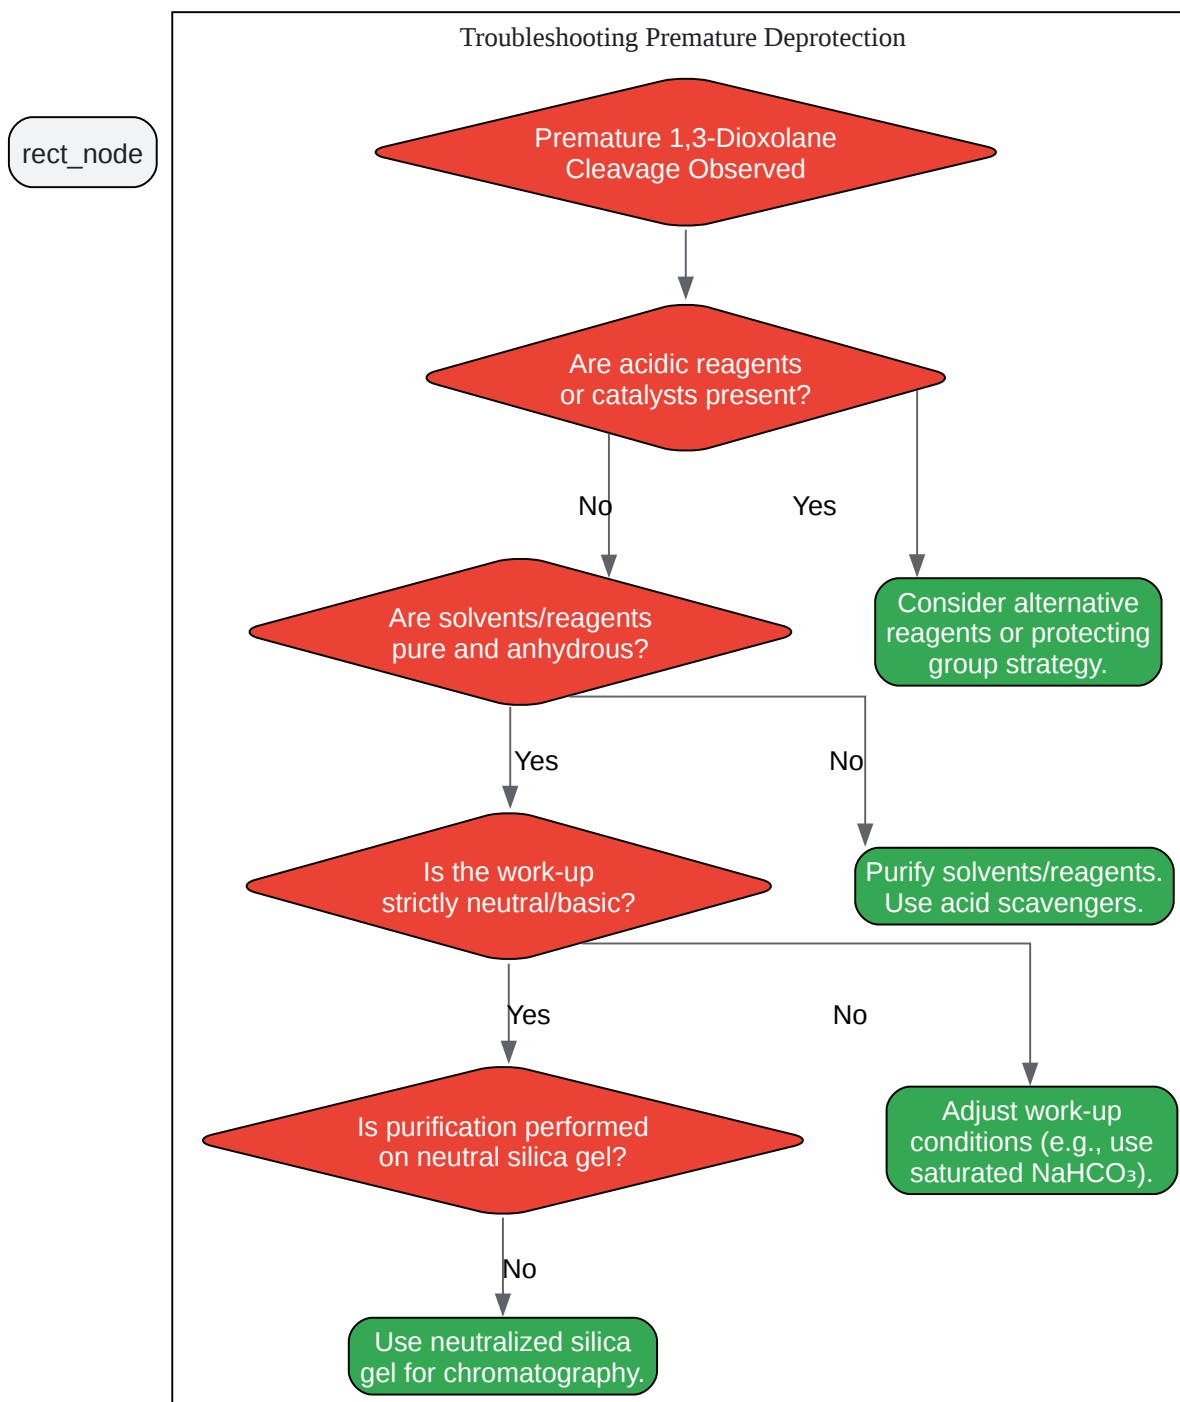 Troubleshooting Premature Deprotection
rect_node
Premature 1,3-Dioxolane
Cleavage Observed
Are acidic reagents
or catalysts present?
No
Yes
Are solvents/reagents
pure and anhydrous?
Consider alternative
reagents or protecting
group strategy.
Yes
No
Is the work-up
strictly neutral/basic?
Purify solvents/reagents.
Use acid scavengers.
Yes
No
Is purification performed
on neutral silica gel?
Adjust work-up
conditions (e.g., use
saturated NaHCO₃).
No
Use neutralized silica
gel for chromatography.